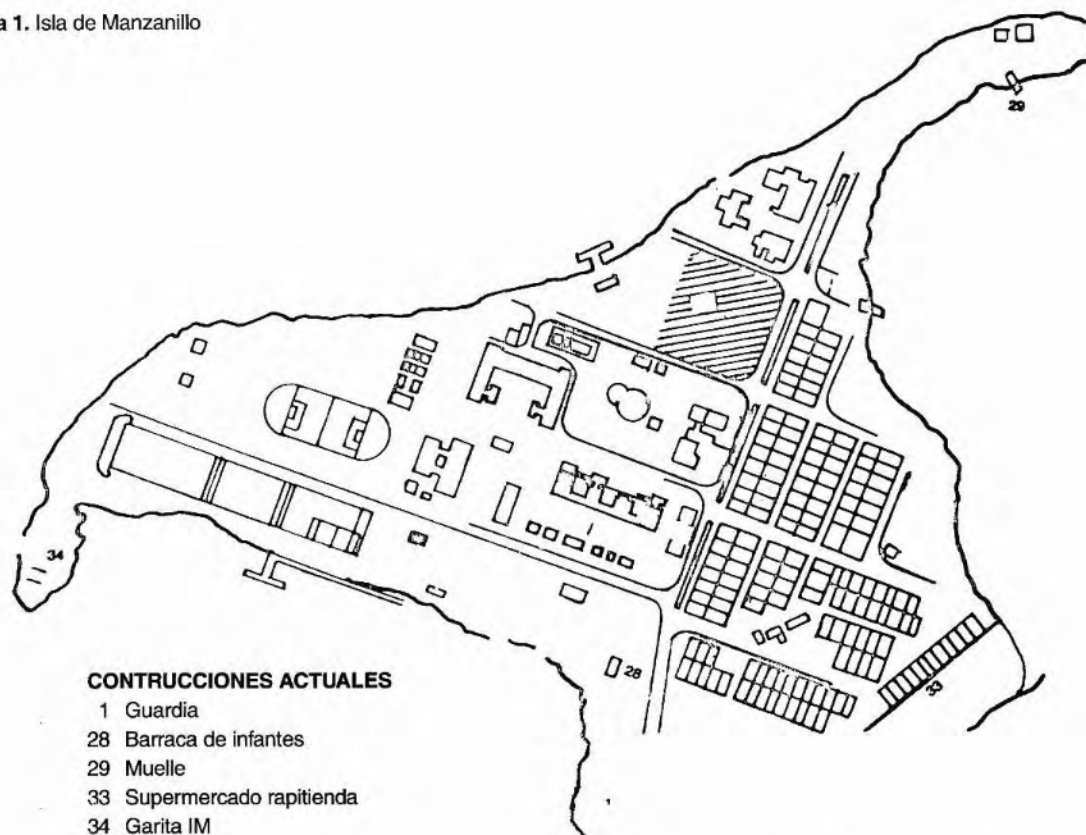 a 1. Isla de Manzanillo
29
34
28
33
1
CONTRUCCIONES ACTUALES
1 Guardia
28 Barraca de infantes
29 Muelle
33 Supermercado rapitienda
34 Garita IM